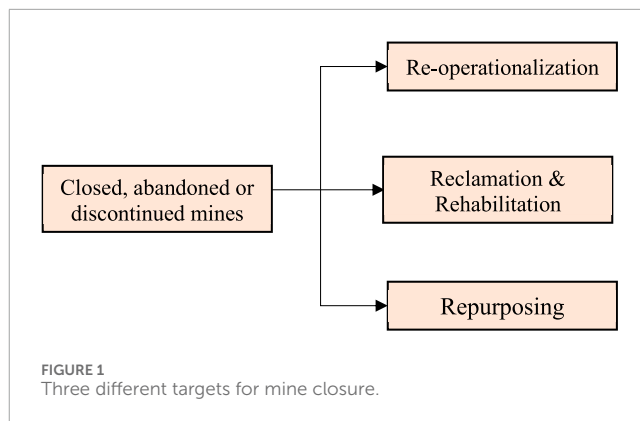 Re-operationalization
Closed, abandoned or
discontinued mines
Reclamation &
Rehabilitation
Repurposing
FIGURE 1
Three different targets for mine closure.